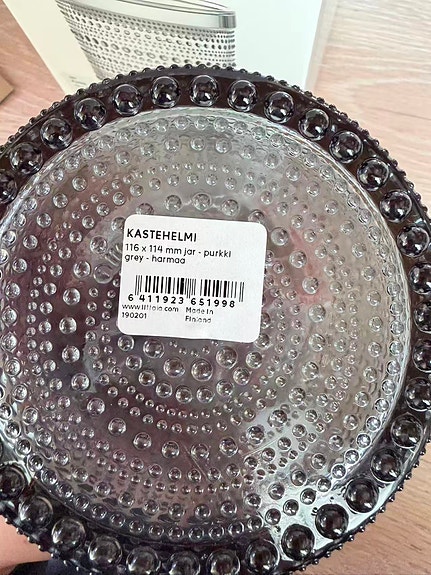 KASTEHELMI
116 x 114 mm jar - purkki
grey - harmaa
6 411923 651998
www.iittala.com Made in
190201 Finland